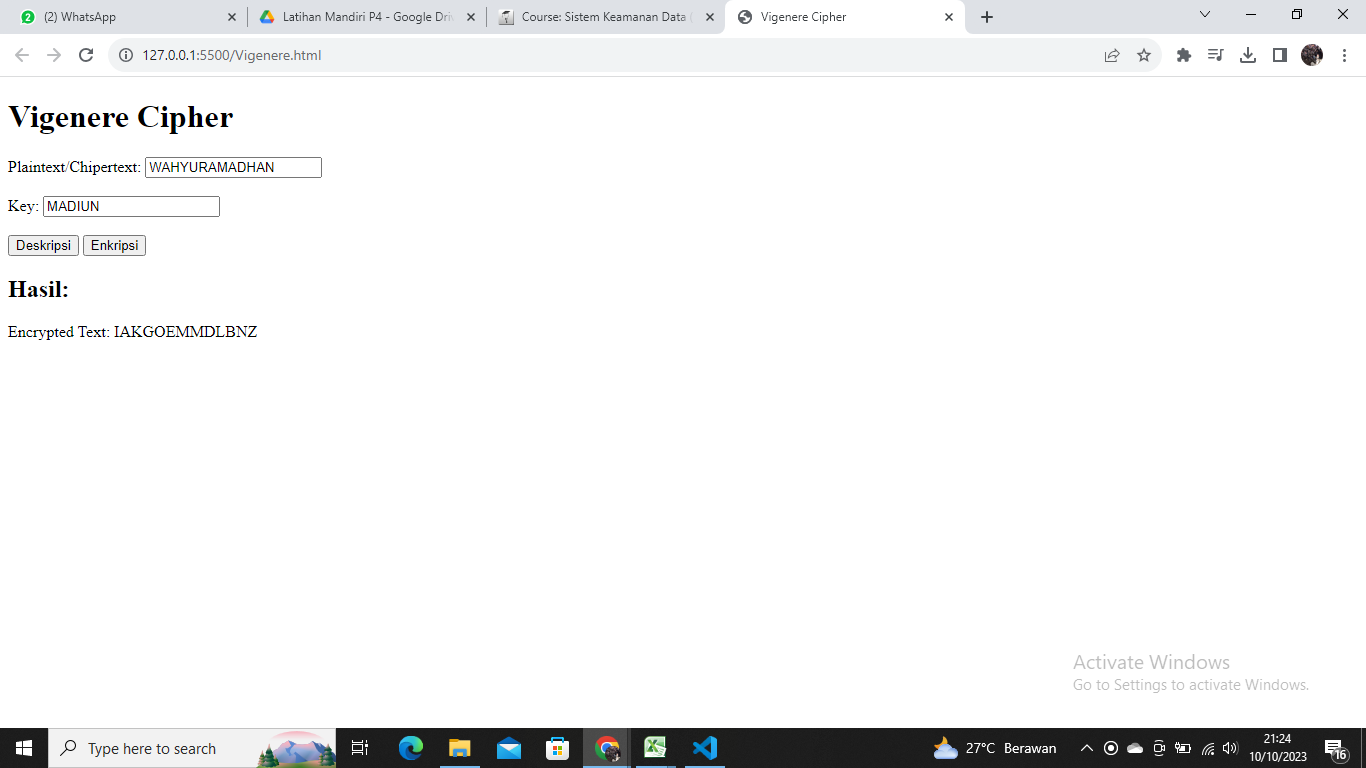 (2) WhatsApp
Latihan Mandiri P4 - Google Dri
Course: Sistem Keamanan Data
Vigenere Cipher
127.0.0.1:5500/Vigenere.html
Vigenere Cipher
Plaintext/Chipertext: WAHYURAMADHAN
Key: MADIUN
Deskripsi Enkripsi
Hasil:
Encrypted Text: IAKGOEMMDLBNZ
Activate Windows
Go to Settings to activate Windows.
Type here to search
27°C Berawan
21:24
10/10/2023
16